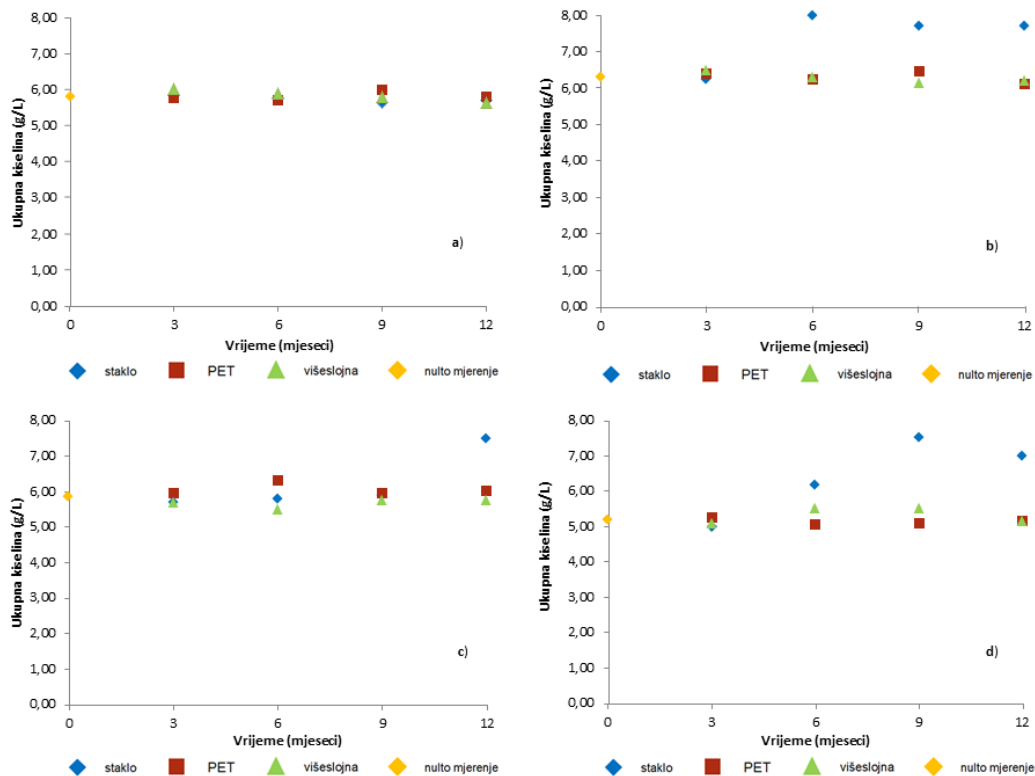 8,00
7,00
6,00
5,00
4,00
3,00
2,00
1,00
0,00
Ukupna kiselina (g/L)
a)
0 3 6 9 12
Vrijeme (mjeseci)
staklo PET višeslojna nulto mjerenje
8,00
7,00
6,00
5,00
4,00
3,00
2,00
1,00
0,00
Ukupna kiselina (g/L)
b)
0 3 6 9 12
Vrijeme (mjeseci)
staklo PET višeslojna nulto mjerenje
8,00
7,00
6,00
5,00
4,00
3,00
2,00
1,00
0,00
Ukupna kiselina (g/L)
c)
0 3 6 9 12
Vrijeme (mjeseci)
staklo PET višeslojna nulto mjerenje
8,00
7,00
6,00
5,00
4,00
3,00
2,00
1,00
0,00
Ukupna kiselina (g/L)
d)
0 3 6 9 12
Vrijeme (mjeseci)
staklo PET višeslojna nulto mjerenje